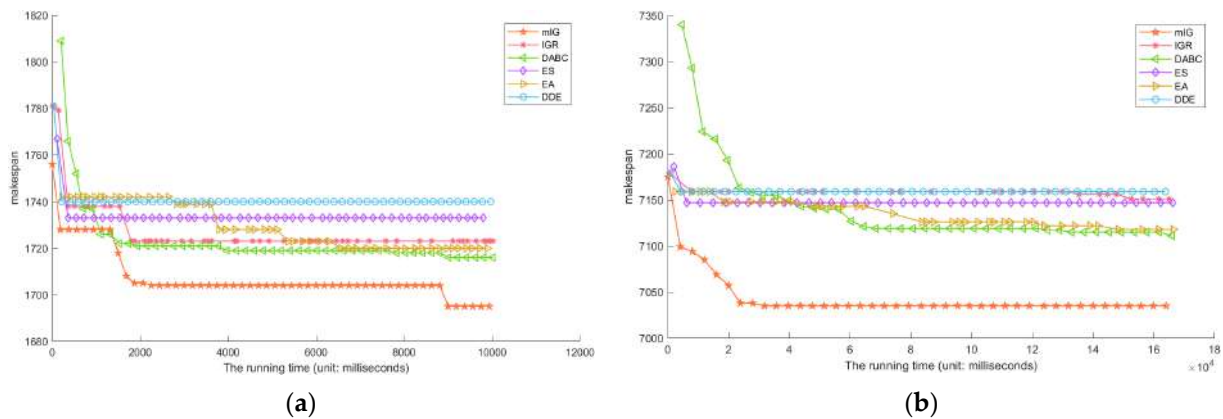 1820
1800
1780
1760
1740
1720
1700
1680
makespan
0
2000
4000
6000
8000
10000
12000
The running time (unit: milliseconds)
mIG
IGR
DABC
ES
EA
DDE
(a)
7350
7300
7250
7200
7150
7100
7050
7000
makespan
0
2
4
6
8
10
12
14
16
18
× 10⁴
The running time (unit: milliseconds)
mIG
IGR
DABC
ES
EA
DDE
(b)